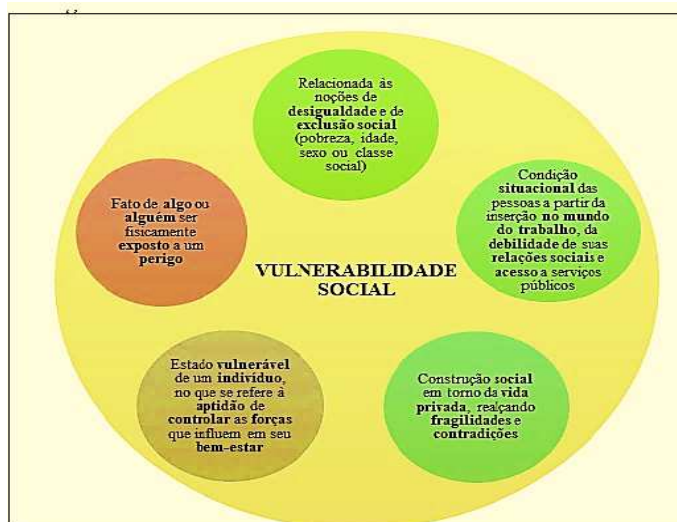 Relacionada às
noções de
desigualdade e de
exclusão social
(pobreza, idade,
sexo ou classe
social)
Fato de algo ou
alguém ser
fisicamente
exposto a um
perigo
Condição
situacional das
pessoas a partir da
inserção no mundo
do trabalho, da
debilidade de suas
relações sociais e
acesso a serviços
públicos
VULNERABILIDADE
SOCIAL
Estado vulnerável
de um indivíduo,
no que se refere à
aptidão de
controlar as forças
que influem em seu
bem-estar
Construção social
em torno da vida
privada, realçando
fragilidades e
contradições